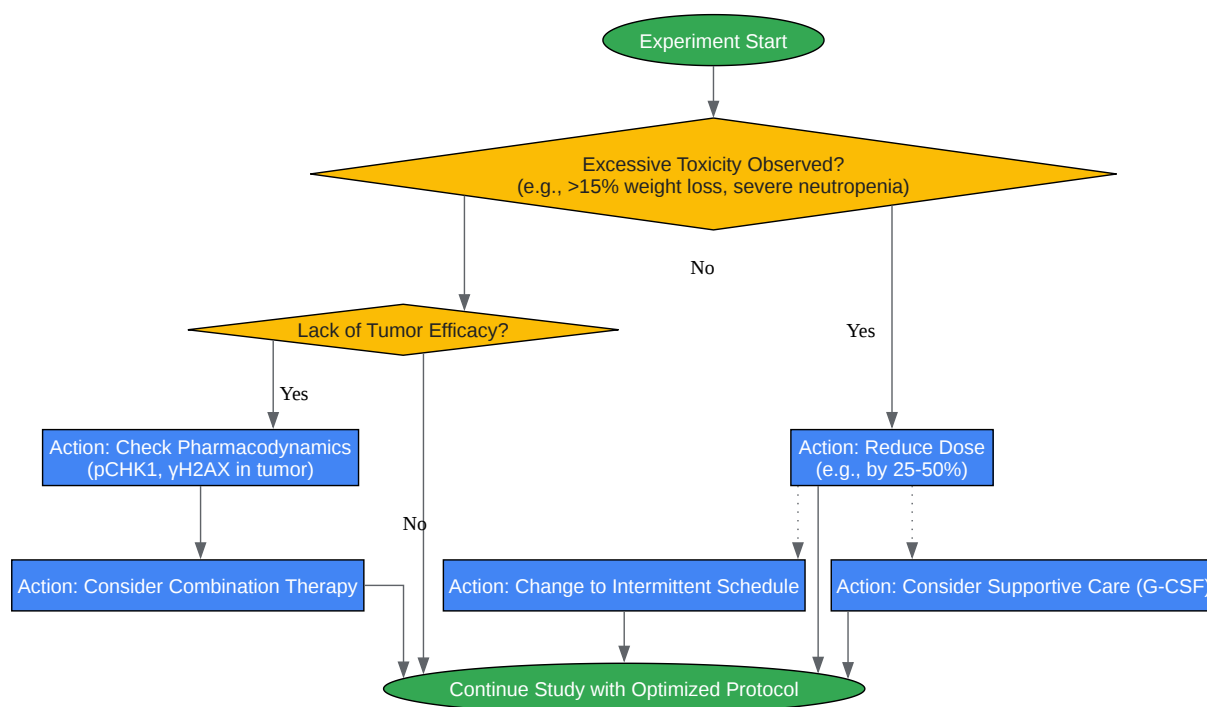 Experiment Start
Excessive Toxicity Observed?
(e.g., >15% weight loss, severe neutropenia)
No
Lack of Tumor Efficacy?
Yes
Yes
Action: Check Pharmacodynamics
(pCHK1, γH2AX in tumor)
Action: Reduce Dose
(e.g., by 25-50%)
No
Action: Consider Combination Therapy
Action: Change to Intermittent Schedule
Action: Consider Supportive Care (G-CSF)
Continue Study with Optimized Protocol